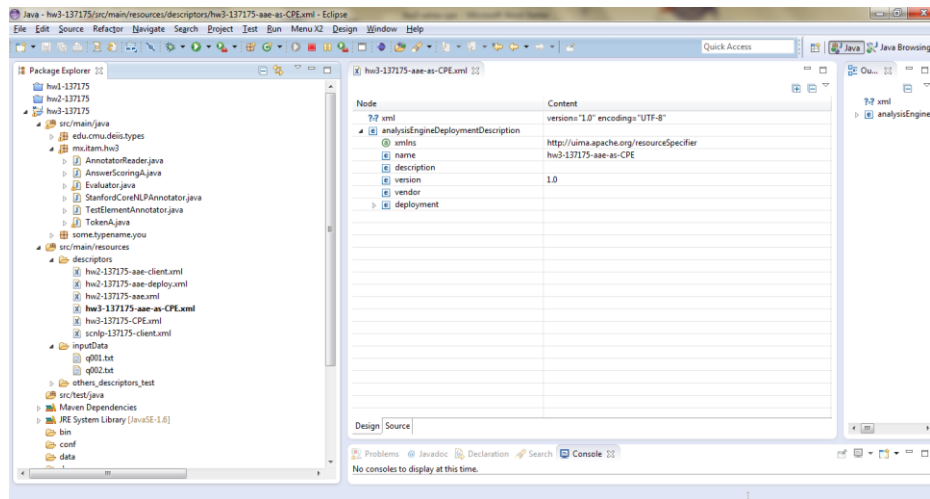 Java - hw3-137175/src/main/resources/descriptors/hw3-137175-aae-as-CPE.xml - Eclipse
File Edit Source Refactor Navigate Search Project Test Run Menu X2 Design Window Help
Quick Access
Java
Java Browsing
Package Explorer
hw1-137175
hw2-137175
hw3-137175
src/main/java
edu.cmu.deiis.types
mx.itam.hw3
AnnotatorReader.java
AnswerScoringA.java
Evaluator.java
StanfordCoreNLPAnnotator.java
TestElementAnnotator.java
TokenA.java
some.typename.you
src/main/resources
descriptors
hw2-137175-aae-client.xml
hw2-137175-aae-deploy.xml
hw2-137175-aae.xml
hw3-137175-aae-as-CPE.xml
hw3-137175-CPE.xml
scnlp-137175-client.xml
inputData
q001.txt
q002.txt
others_descriptors_test
src/test/java
Maven Dependencies
JRE System Library [JavaSE-1.6]
bin
conf
data
hw3-137175-aae-as-CPE.xml
Node Content
?-? xml version="1.0" encoding="UTF-8"
analysisEngineDeploymentDescription
xmlns http://uima.apache.org/resourceSpecifier
name hw3-137175-aae-as-CPE
description
version 1.0
vendor
deployment
Design Source
Ou...
?-? xml
analysisEngine
Problems @ Javadoc Declaration Search Console
No consoles to display at this time.